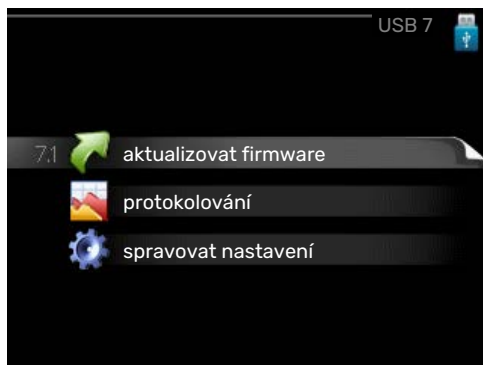 USB 7
7.1 aktualizovat firmware
protokolování
spravovat nastavení